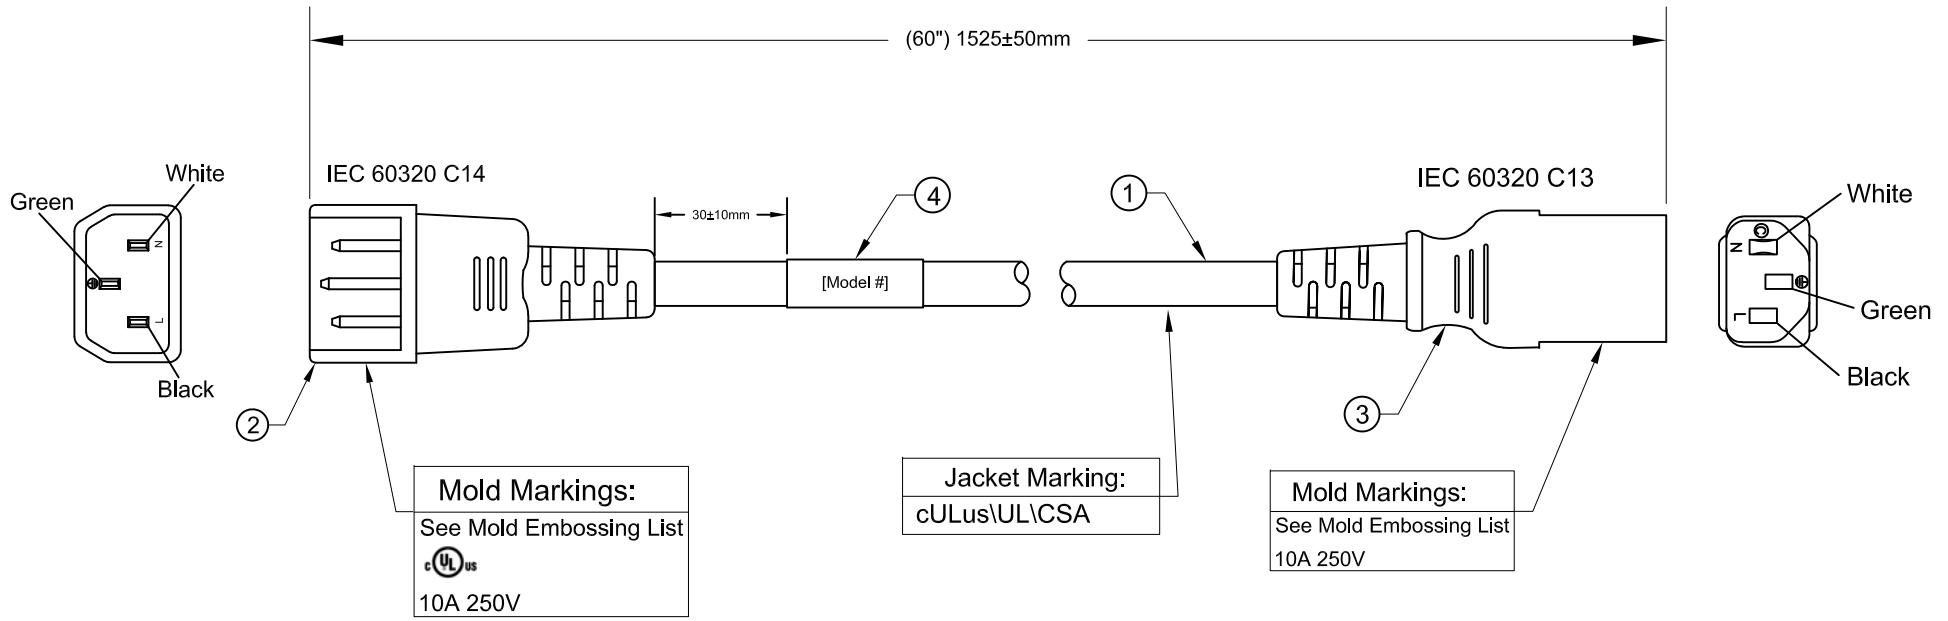 (60") 1525±50mm
IEC 60320 C14
IEC 60320 C13
White
Green
N
L
Black
30±10mm
[Model #]
4
1
2
3
C
N
L
White
Green
Black
Mold Markings:
See Mold Embossing List
c UL us
10A 250V
Jacket Marking:
cULus\UL\CSA
Mold Markings:
See Mold Embossing List
10A 250V